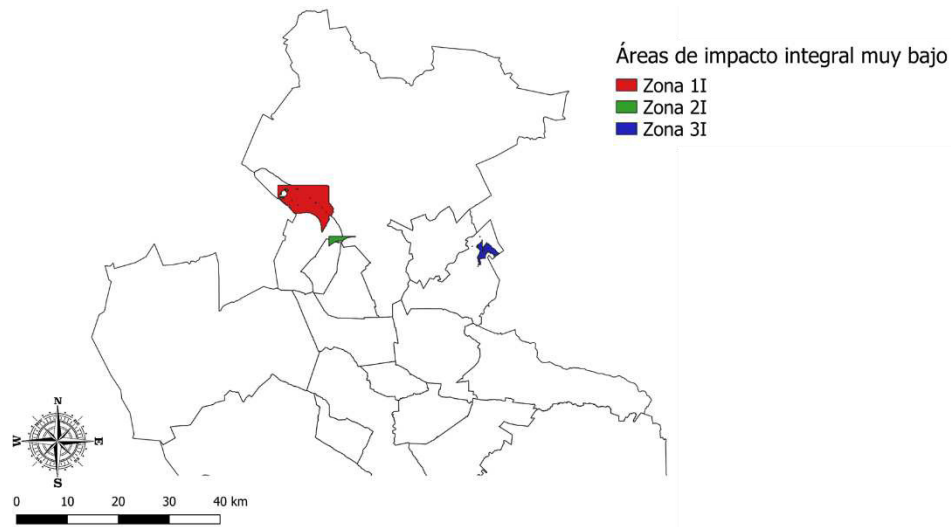 Áreas de impacto integral muy bajo
Zona 1I
Zona 2I
Zona 3I
N
W E
S
0 10 20 30 40 km